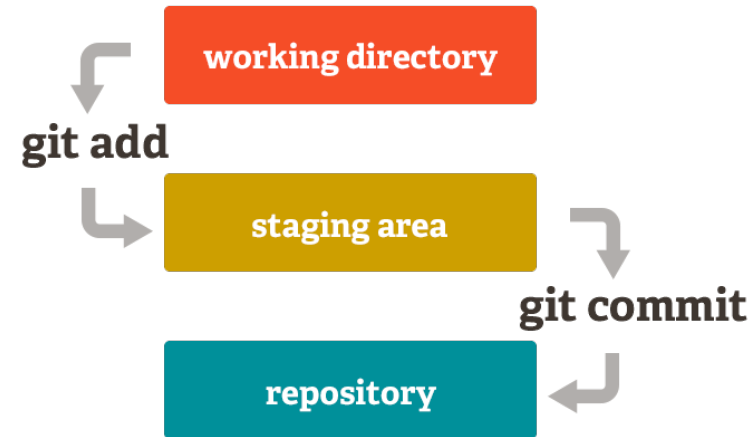 working directory
git add
staging area
git commit
repository